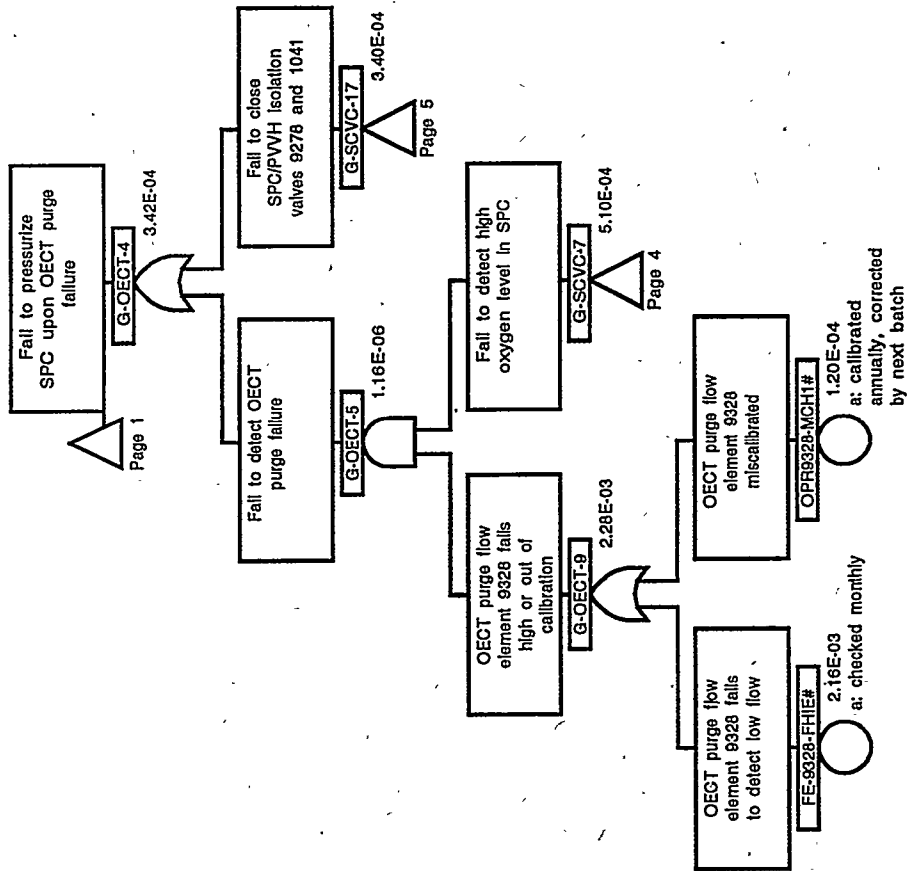 Fail to pressurize
SPC upon OECT purge
failure
G-OECT-4
3.42E-04
Page 1
Fail to detect OECT
purge failure
G-OECT-5
1.16E-06
Fail to close
SPC/PVVH Isolation
valves 9278 and 1041
G-SCVC-17
3.40E-04
Page 5
OECT purge flow
element 9328 fails
high or out of
calibration
G-OECT-9
2.28E-03
Fail to detect high
oxygen level in SPC
G-SCVC-7
5.10E-04
Page 4
OECT purge flow
element 9328 fails
to detect low flow
FE-9328-FHIE#
2.16E-03
a: checked monthly
OECT purge flow
element 9328
miscalibrated
OPR9328-MCH1#
1.20E-04
a: calibrated
annually, corrected
by next batch